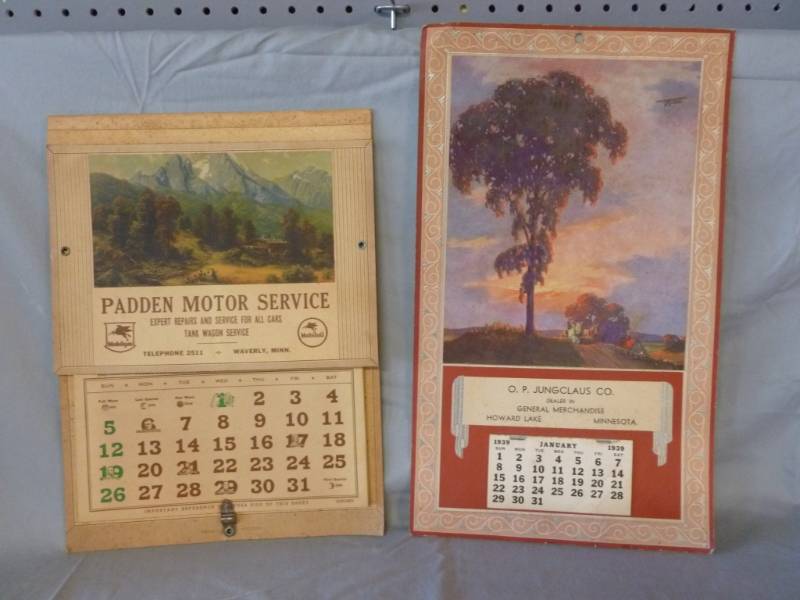 PADDEN MOTOR SERVICE
EXPERT REPAIRS AND SERVICE FOR ALL CARS
TANK WAGON SERVICE
Mobilgas
Mobiloil
TELEPHONE 2511 - WAVERLY, MINN.
SUN MON TUE WED THU FRI SAT
1 2 3 4
5 6 7 8 9 10 11
12 13 14 15 16 17 18
19 20 21 22 23 24 25
26 27 28 29 30 31
O. P. JUNGCLAUS CO.
DEALER IN
GENERAL MERCHANDISE
HOWARD LAKE MINNESOTA
1939 JANUARY 1939
SUN MON TUE WED THU FRI SAT
1 2 3 4 5 6 7
8 9 10 11 12 13 14
15 16 17 18 19 20 21
22 23 24 25 26 27 28
29 30 31